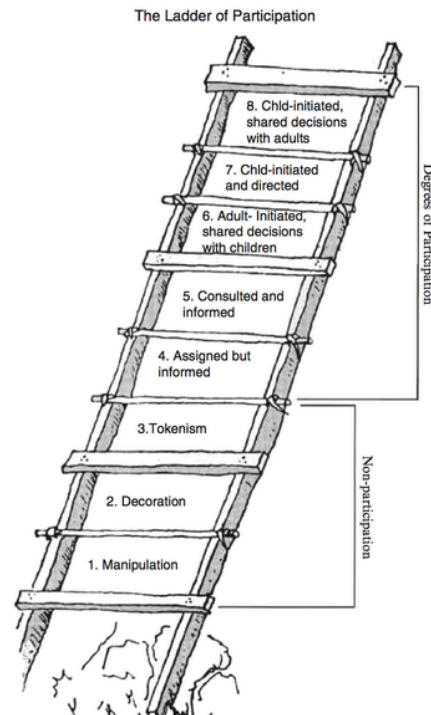 The Ladder of Participation
8. Chld-initiated,
shared decisions
with adults
7. Chld-initiated
and directed
6. Adult- Initiated,
shared decisions
with children
5. Consulted and
informed
4. Assigned but
informed
3.Tokenism
2. Decoration
1. Manipulation
Degrees of Participation
Non-participation